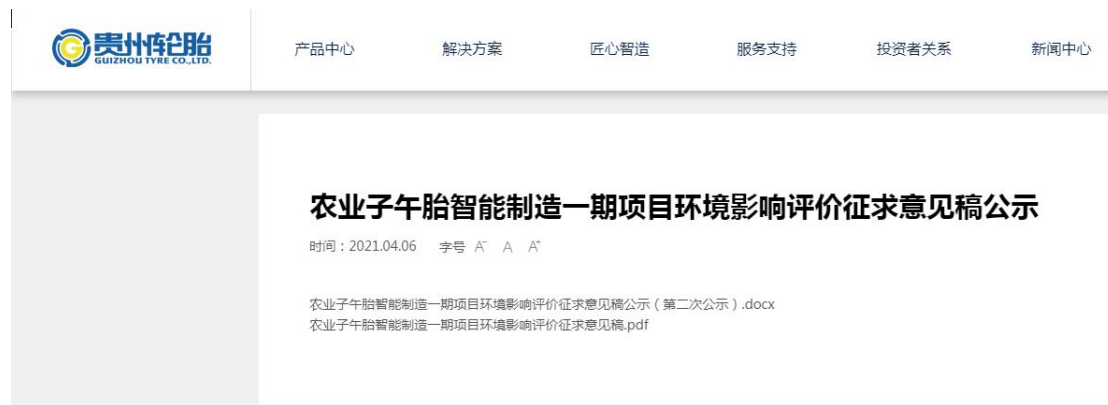 贵州轮胎
GUIZHOU TYRE CO.,LTD.
产品中心 解决方案 匠心智造 服务支持 投资者关系 新闻中心
农业子午胎智能制造一期项目环境影响评价征求意见稿公示
时间：2021.04.06 字号 A- A A+
农业子午胎智能制造一期项目环境影响评价征求意见稿公示（第二次公示）.docx
农业子午胎智能制造一期项目环境影响评价征求意见稿.pdf